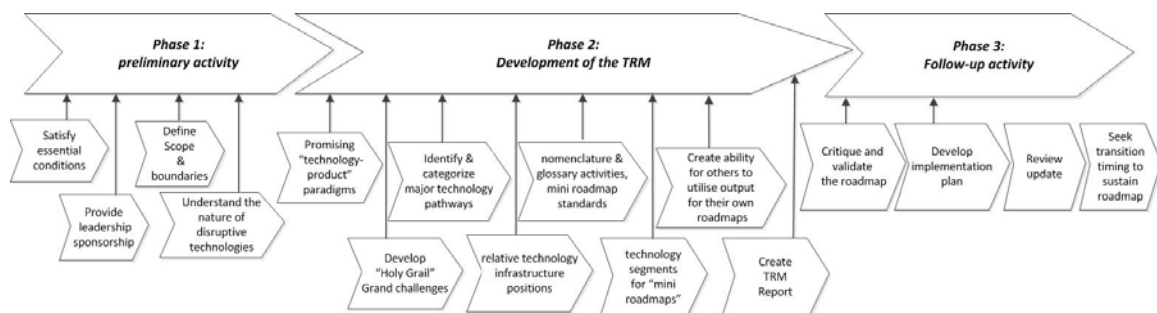 Phase 1:
preliminary activity
Phase 2:
Development of the TRM
Phase 3:
Follow-up activity
Satisfy
essential
conditions
Provide
leadership
sponsorship
Define
Scope
&
boundaries
Understand the
nature of
disruptive
technologies
Promising
“technology-
product”
paradigms
Develop
“Holy Grail”
Grand challenges
Identify &
categorize
major technology
pathways
relative technology
infrastructure
positions
nomenclature &
glossary activities,
mini roadmap
standards
technology
segments
for “mini
roadmaps”
Create ability
for others to
utilise output
for their own
roadmaps
Create
TRM
Report
Critique and
validate
the roadmap
Develop
implementation
plan
Review
update
Seek
transition
timing to
sustain
roadmap